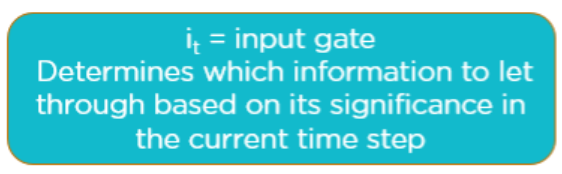 iₜ = input gate
Determines which information to let
through based on its significance in
the current time step